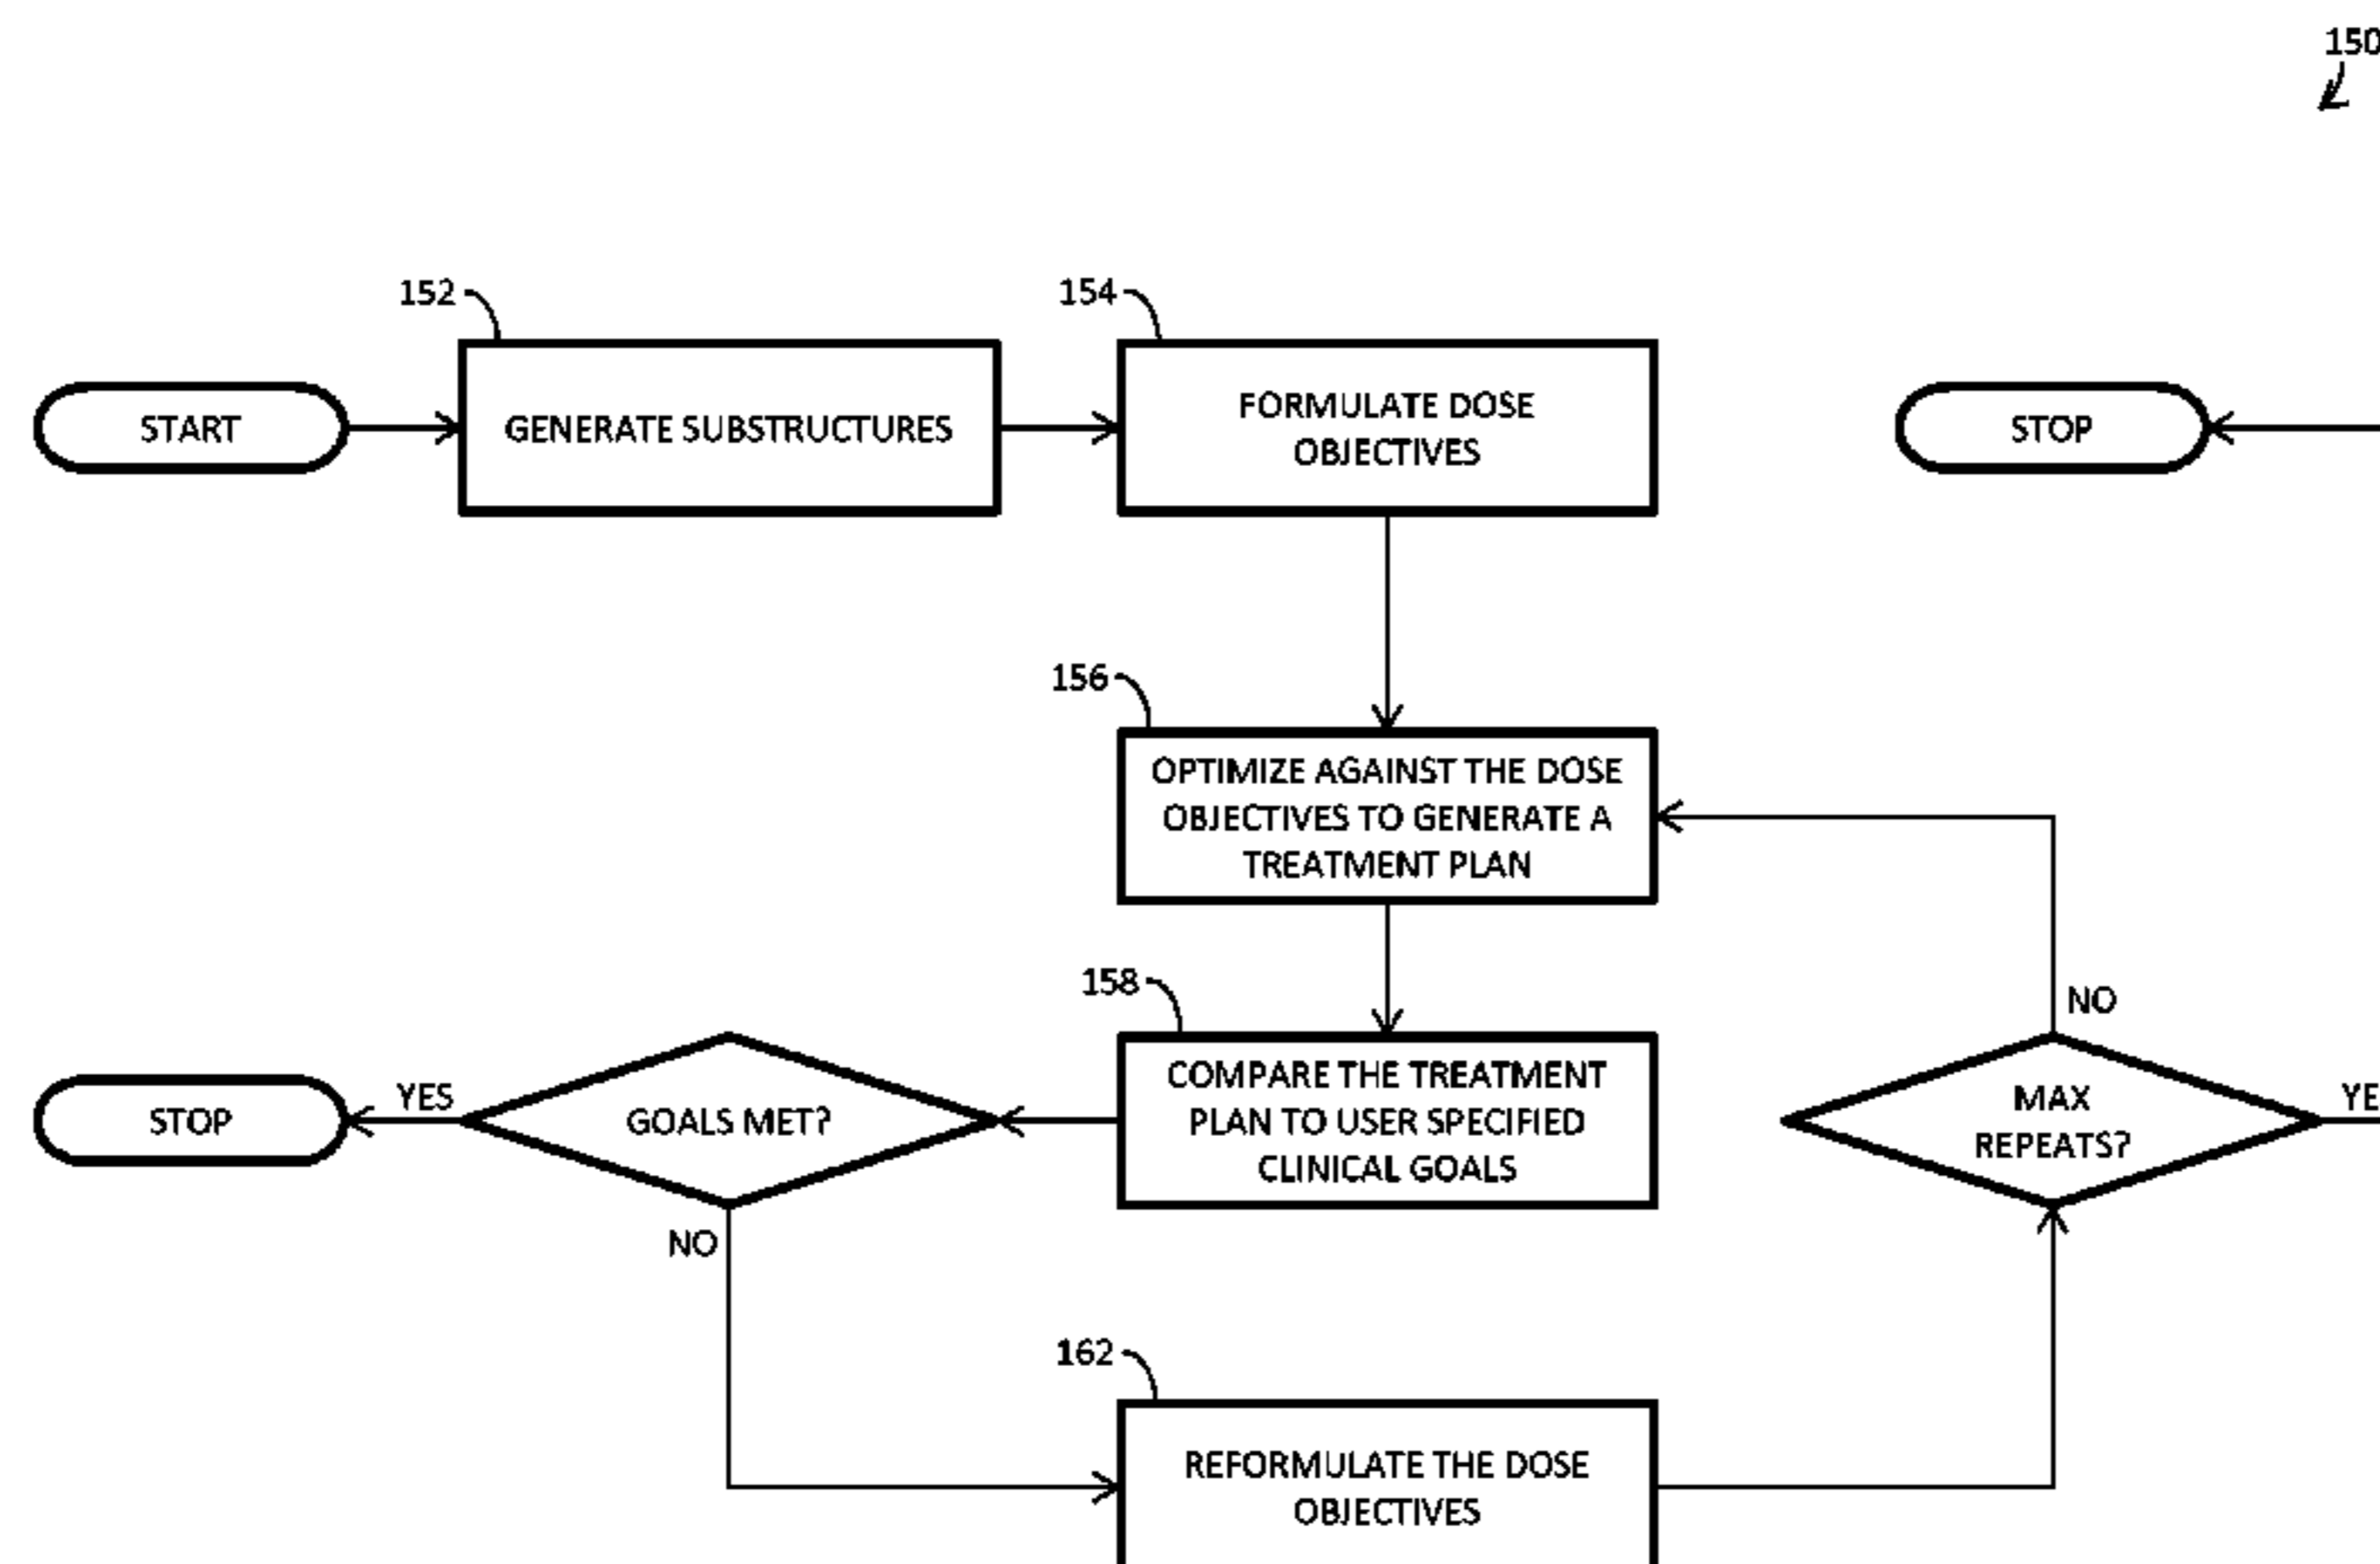 150
152
154
START
GENERATE SUBSTRUCTURES
FORMULATE DOSE
OBJECTIVES
STOP
156
OPTIMIZE AGAINST THE DOSE
OBJECTIVES TO GENERATE A
TREATMENT PLAN
158
NO
STOP
YES
GOALS MET?
COMPARE THE TREATMENT
PLAN TO USER SPECIFIED
CLINICAL GOALS
MAX
REPEATS?
YE
NO
162
REFORMULATE THE DOSE
OBJECTIVES